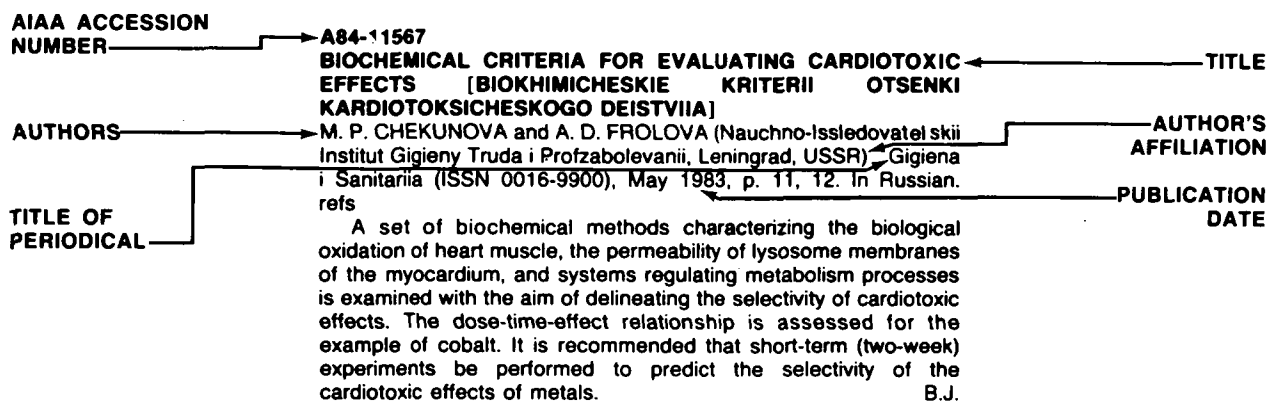 AIAA ACCESSION
NUMBER
A84-11567
BIOCHEMICAL CRITERIA FOR EVALUATING CARDIOTOXIC
EFFECTS [BIOKHIMICHESKIE KRITERII OTSENKI
KARDIOTOKSICHESKOGO DEISTVIIA]
TITLE
AUTHORS
M. P. CHEKUNOVA and A. D. FROLOVA (Nauchno-Issledovatel skii
Institut Gigieny Truda i Profzabolevanii, Leningrad, USSR) Gigiena
i Sanitariia (ISSN 0016-9900), May 1983, p. 11, 12. In Russian.
refs
AUTHOR'S
AFFILIATION
TITLE OF
PERIODICAL
PUBLICATION
DATE
A set of biochemical methods characterizing the biological
oxidation of heart muscle, the permeability of lysosome membranes
of the myocardium, and systems regulating metabolism processes
is examined with the aim of delineating the selectivity of cardiotoxic
effects. The dose-time-effect relationship is assessed for the
example of cobalt. It is recommended that short-term (two-week)
experiments be performed to predict the selectivity of the
cardiotoxic effects of metals. B.J.